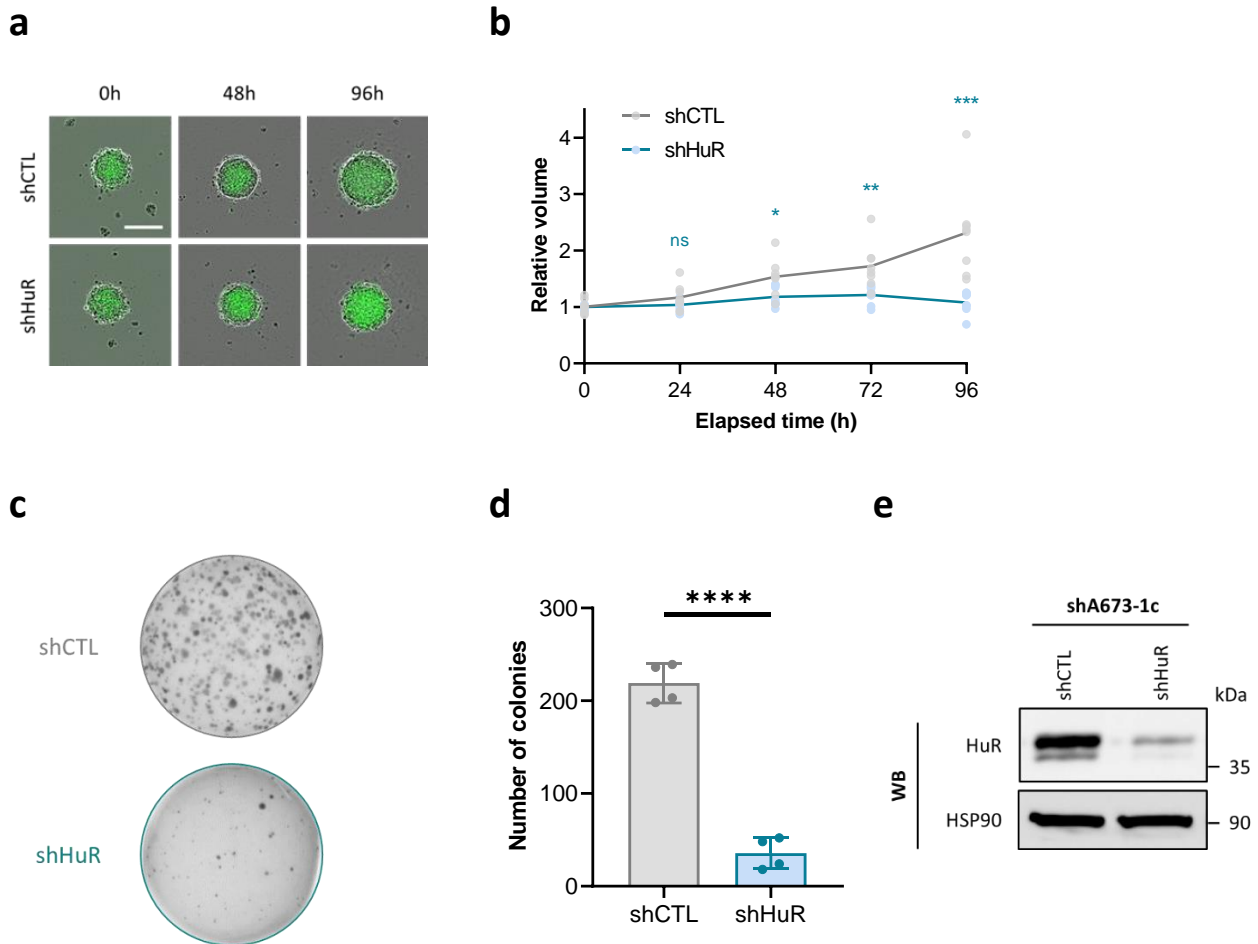 a
0h 48h 96h
shCTL
shHuR
b
shCTL
shHuR
ns
*
**
***
Relative volume
4
3
2
1
0
0 24 48 72 96
Elapsed time (h)
c
shCTL
shHuR
d
****
Number of colonies
300
200
100
0
shCTL shHuR
e
shA673-1c
shCTL shHuR
kDa
WB
HuR
35
HSP90
90